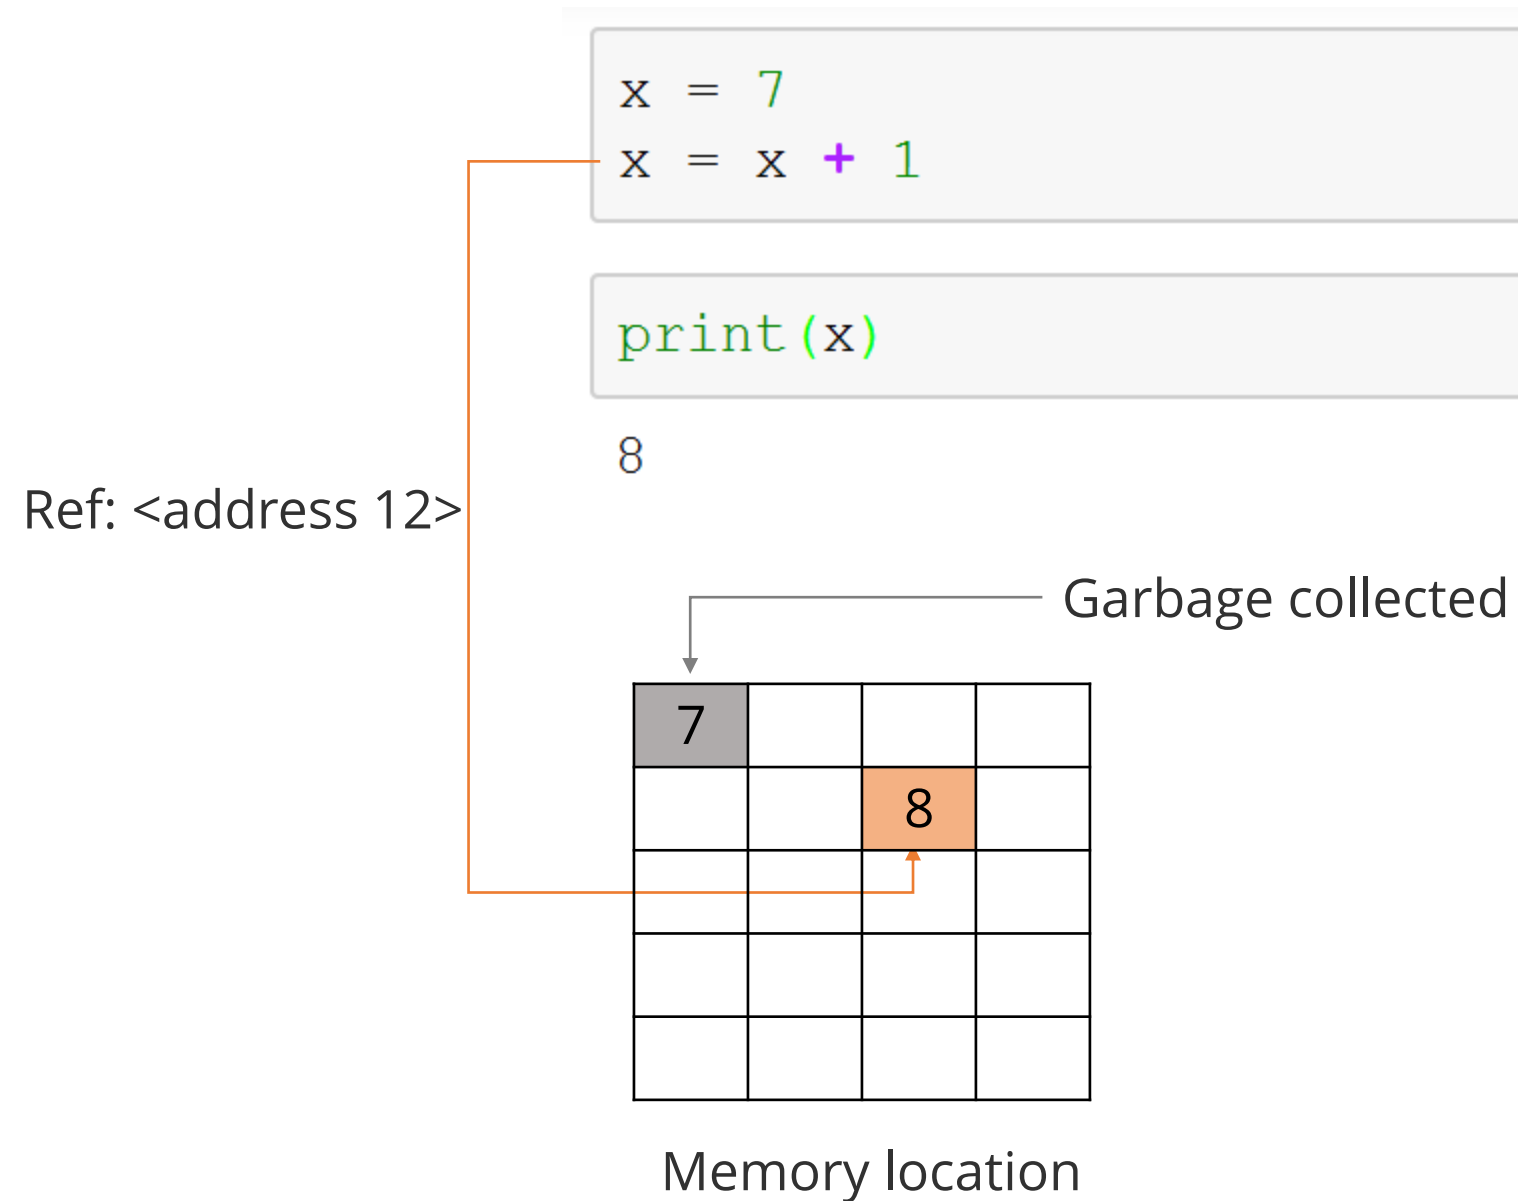 x = 7
x = x + 1
print(x)
8
Ref: <address 12>
Garbage collected
7
8
Memory location